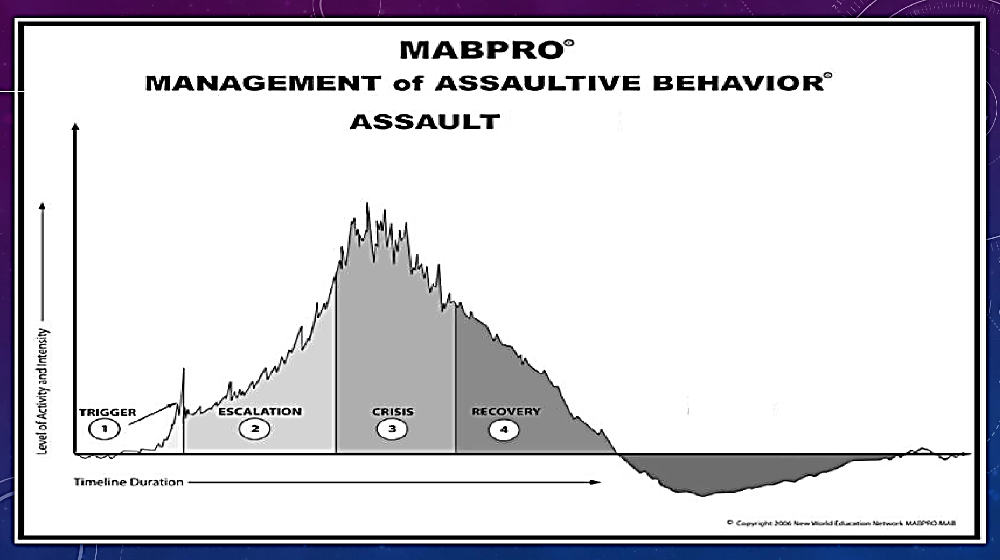 MABPRO©
MANAGEMENT of ASSAULTIVE BEHAVIOR©
ASSAULT
Level of Activity and Intensity
TRIGGER
1
ESCALATION
2
CRISIS
3
RECOVERY
4
Timeline Duration
© Copyright 2006 New World Education Network MABPRO-MAB